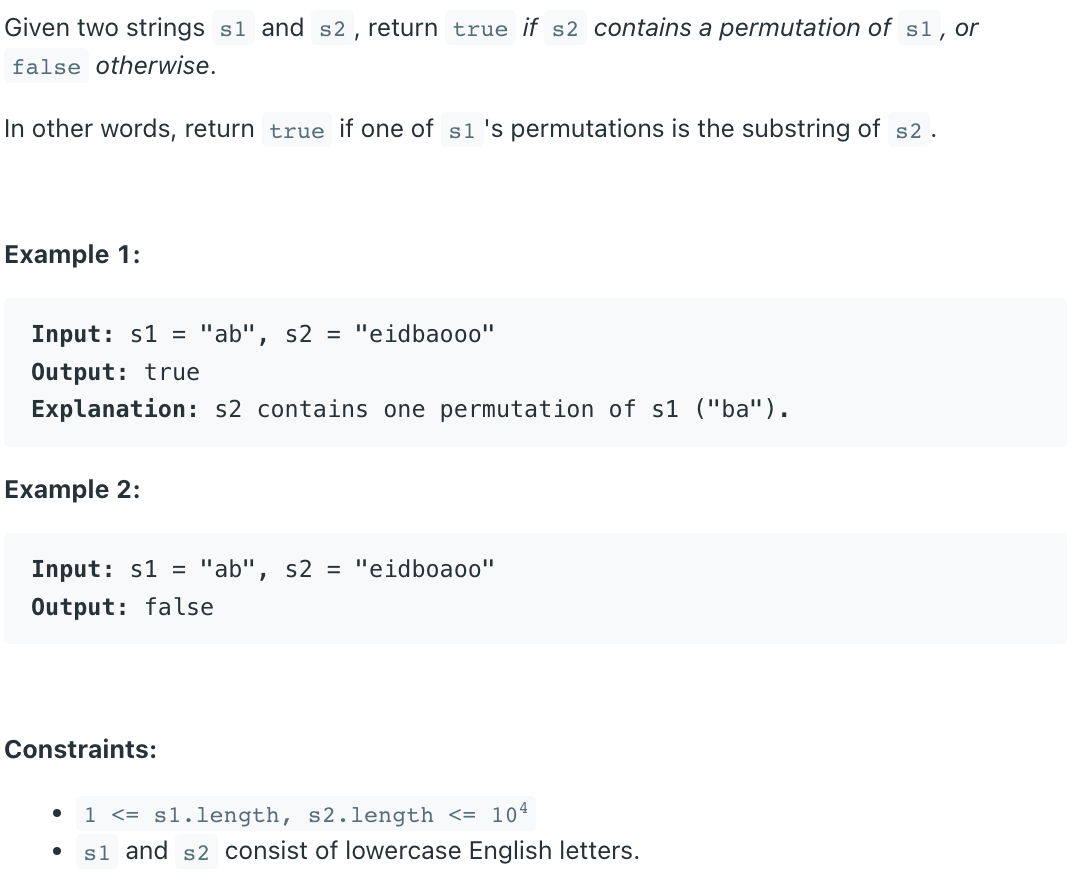 Given two strings s1 and s2 , return true if s2 contains a permutation of s1 , or
false otherwise.
In other words, return true if one of s1 's permutations is the substring of s2 .
Example 1:
Input: s1 = "ab", s2 = "eidbaooo"
Output: true
Explanation: s2 contains one permutation of s1 ("ba").
Example 2:
Input: s1 = "ab", s2 = "eidboaoo"
Output: false
Constraints:
• 1 <= s1.length, s2.length <= 10⁴
• s1 and s2 consist of lowercase English letters.